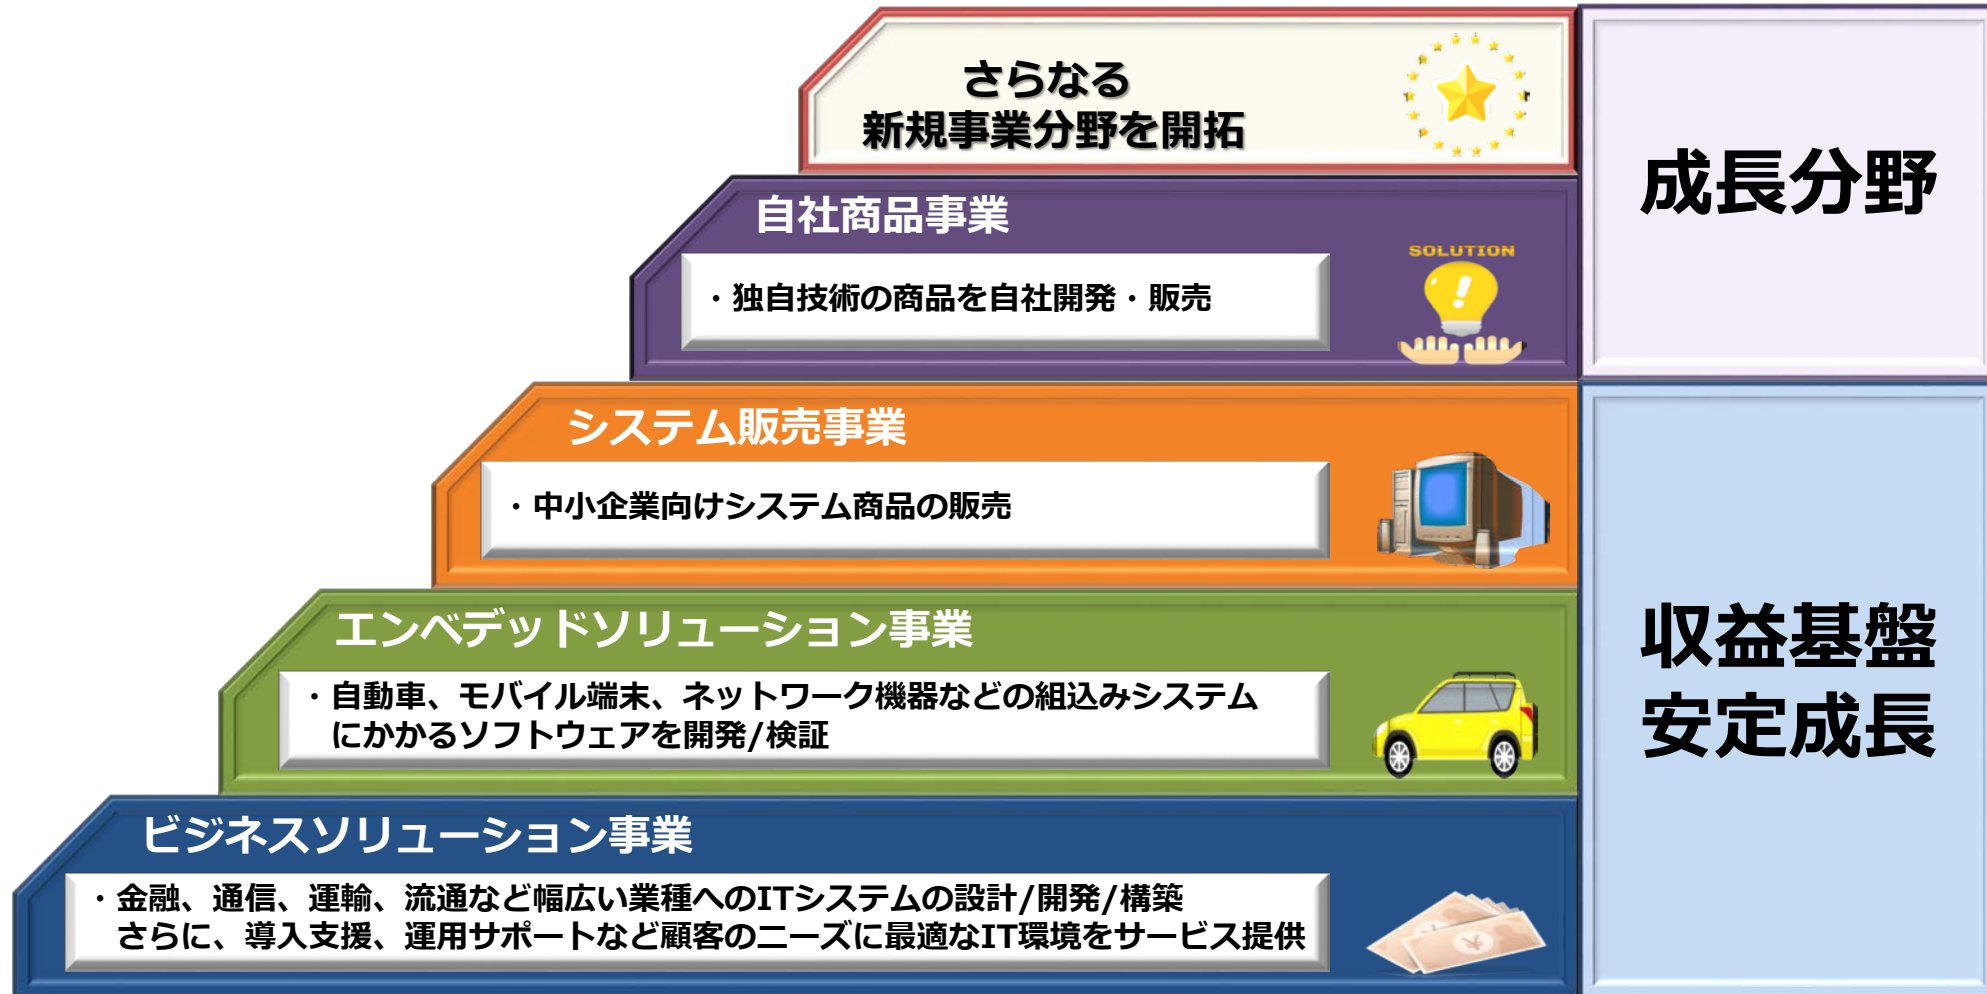 さらなる
新規事業分野を開拓
成長分野
自社商品事業
SOLUTION
・独自技術の商品を自社開発・販売
システム販売事業
・中小企業向けシステム商品の販売
エンベデッドソリューション事業
・自動車、モバイル端末、ネットワーク機器などの組込みシステム
にかかるソフトウェアを開発/検証
収益基盤
安定成長
ビジネスソリューション事業
・金融、通信、運輸、流通など幅広い業種へのITシステムの設計/開発/構築
さらに、導入支援、運用サポートなど顧客のニーズに最適なIT環境をサービス提供
¥